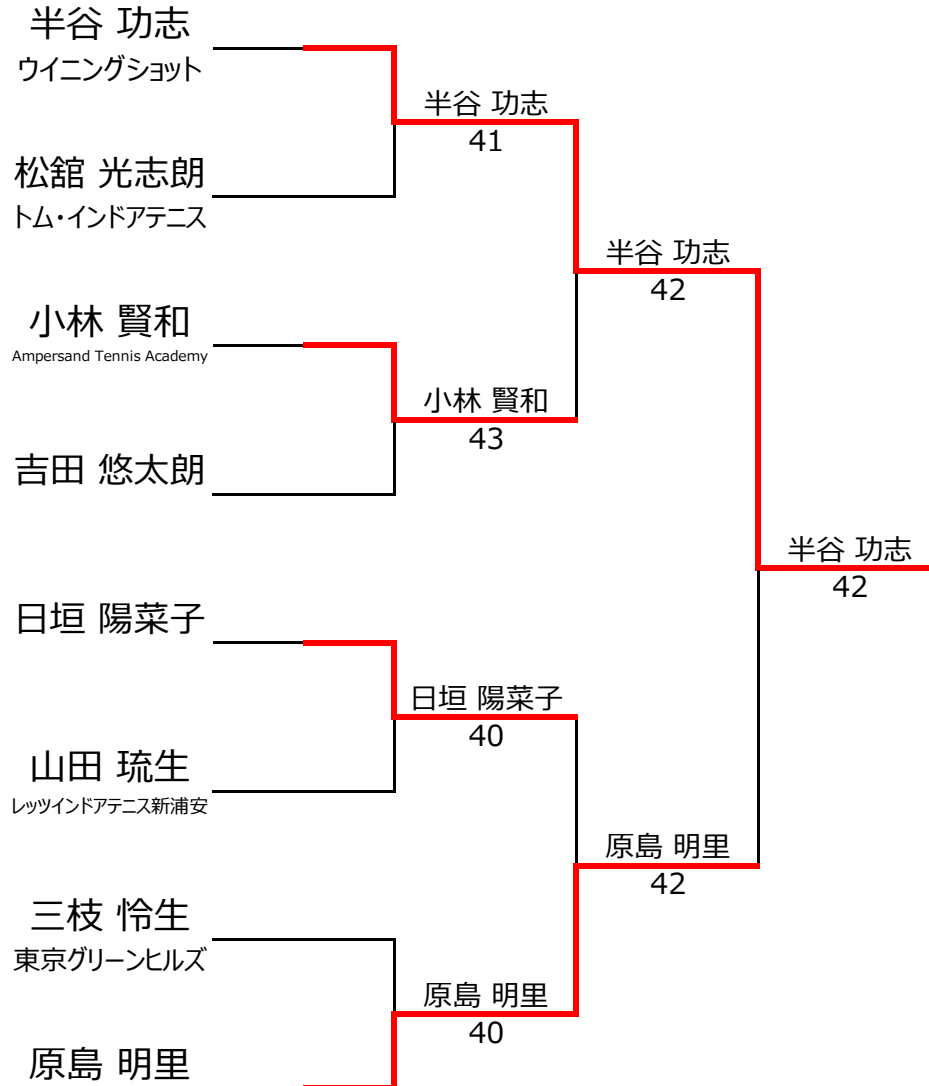 半谷 功志
ウイニングショット
半谷 功志
41
松舘 光志朗
トム・インドアテニス
半谷 功志
42
小林 賢和
Ampersand Tennis Academy
小林 賢和
43
吉田 悠太朗
半谷 功志
42
日垣 陽菜子
日垣 陽菜子
40
山田 琉生
レッツインドアテニス新浦安
原島 明里
42
三枝 怜生
東京グリーンヒルズ
原島 明里
40
原島 明里